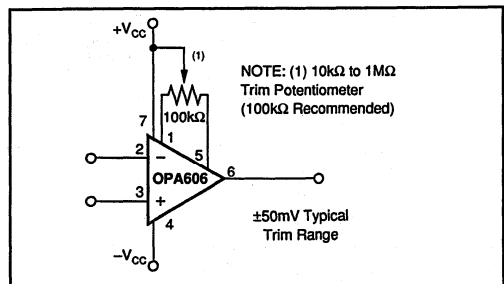 +VCC
(1)
NOTE: (1) 10kΩ to 1MΩ
Trim Potentiometer
(100kΩ Recommended)
100kΩ
7
1
5
2
−
OPA606
6
3
+
4
±50mV Typical
Trim Range
−VCC